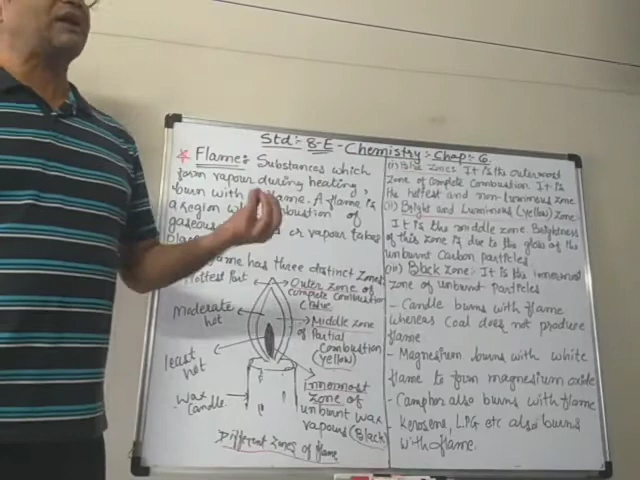 Std:- 8-E - Chemistry:- Chap: 6.
* Flame:- Substances which
form vapour during heating,
burn with flame. A flame is
a region combustion of
gaseous or vapour takes
flame has three distinct zones
Hottest Part
Outer zone of
complete combustion
(Blue
moderate
hot
Middle zone
of Partial
Combustion
(yellow)
least
hot
Wax
Candle
innermost
zone of
unburnt wax
vapours (Black)
Different zones of flame
(i) Blue zone: It is the outermost
zone of complete combustion. It is
the hottest and non-luminous zone
(ii) Bright and Luminous (yellow) zone
It is the middle zone. Brightness
of this zone is due to the glow of the
unburnt Carbon particles
(iii) Black zone: It is the innermost
zone of unburnt particles
- Candle burns with flame
whereas Coal does not produce
flame
- Magnesium burns with white
flame to form magnesium oxide
- Camphor also burns with flame
- Kerosene, LPG etc also burns
with flame.